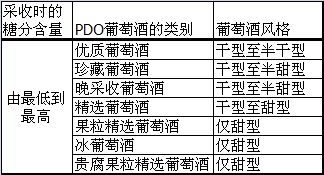 采收时的糖分含量 PDO葡萄酒的类别 葡萄酒风格
由最低到最高
优质葡萄酒 干型至半干型
珍藏葡萄酒 干型至半甜型
晚采收葡萄酒 干型至半甜型
精选葡萄酒 干型至甜型
果粒精选葡萄酒 仅甜型
冰葡萄酒 仅甜型
贵腐果粒精选葡萄酒 仅甜型